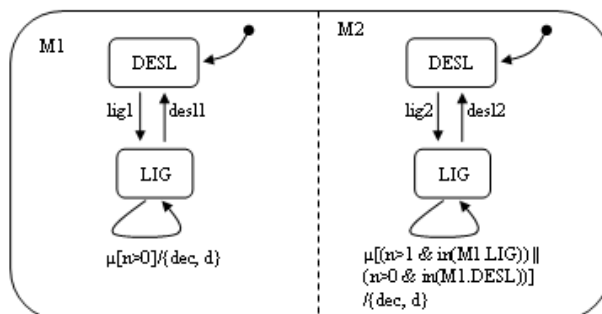 M1
DESL
lig1
desl1
LIG
μ[n>0]/{dec, d}
M2
DESL
lig2
desl2
LIG
μ[(n>1 & in(M1.LIG)) ||
(n>0 & in(M1.DESL))]
/{dec, d}